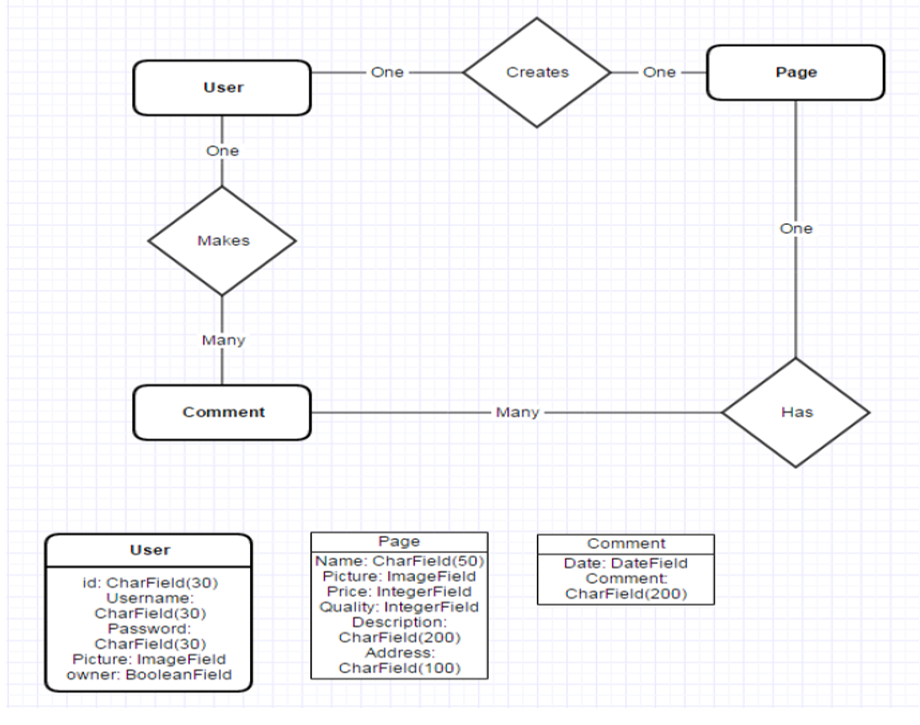 User
One
Creates
One
Page
One
Makes
One
Many
Comment
Many
Has
User
id: CharField(30)
Username:
CharField(30)
Password:
CharField(30)
Picture: ImageField
owner: BooleanField
Page
Name: CharField(50)
Picture: ImageField
Price: IntegerField
Quality: IntegerField
Description:
CharField(200)
Address:
CharField(100)
Comment
Date: DateField
Comment:
CharField(200)